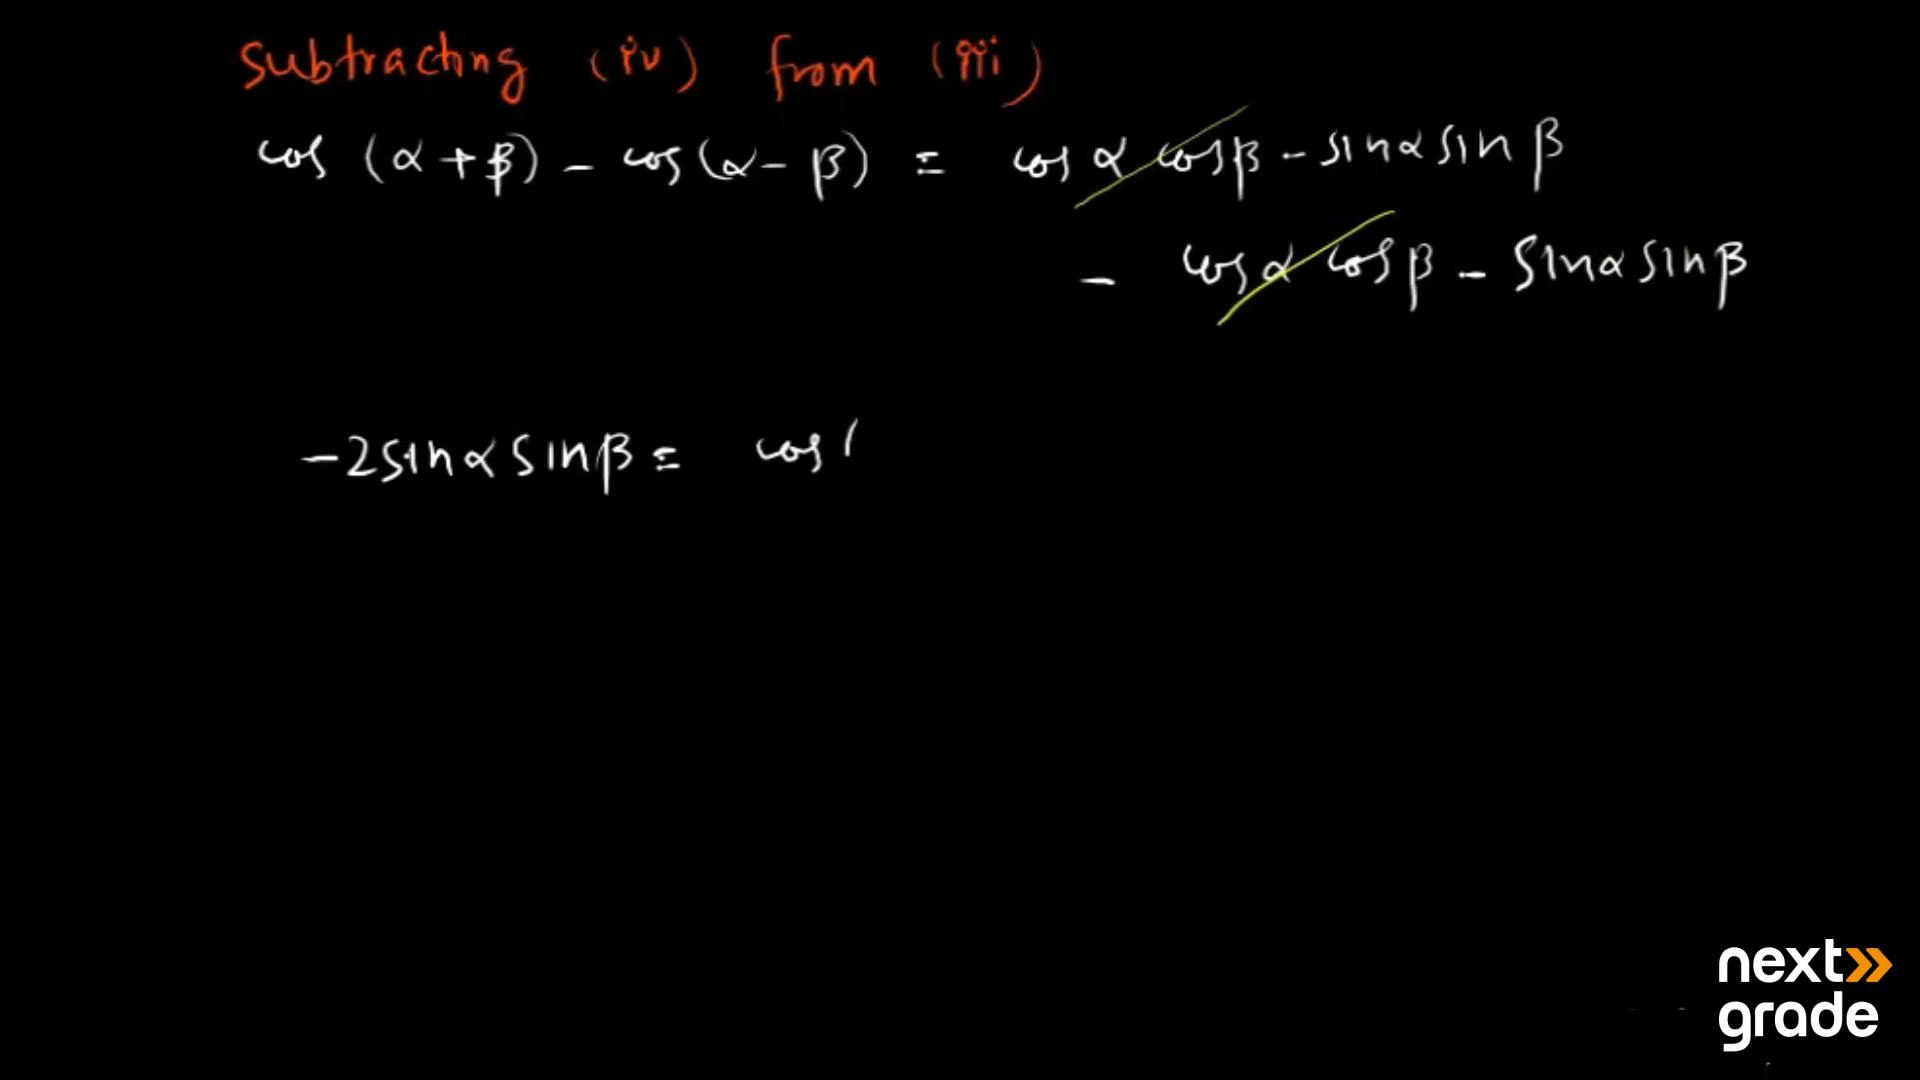 Subtracting (iv) from (iii)
cos (α + β) - cos (α - β) = cos α cos β - sin α sin β
- cos α cos β - sin α sin β
-2 sin α sin β = cos (
next
grade